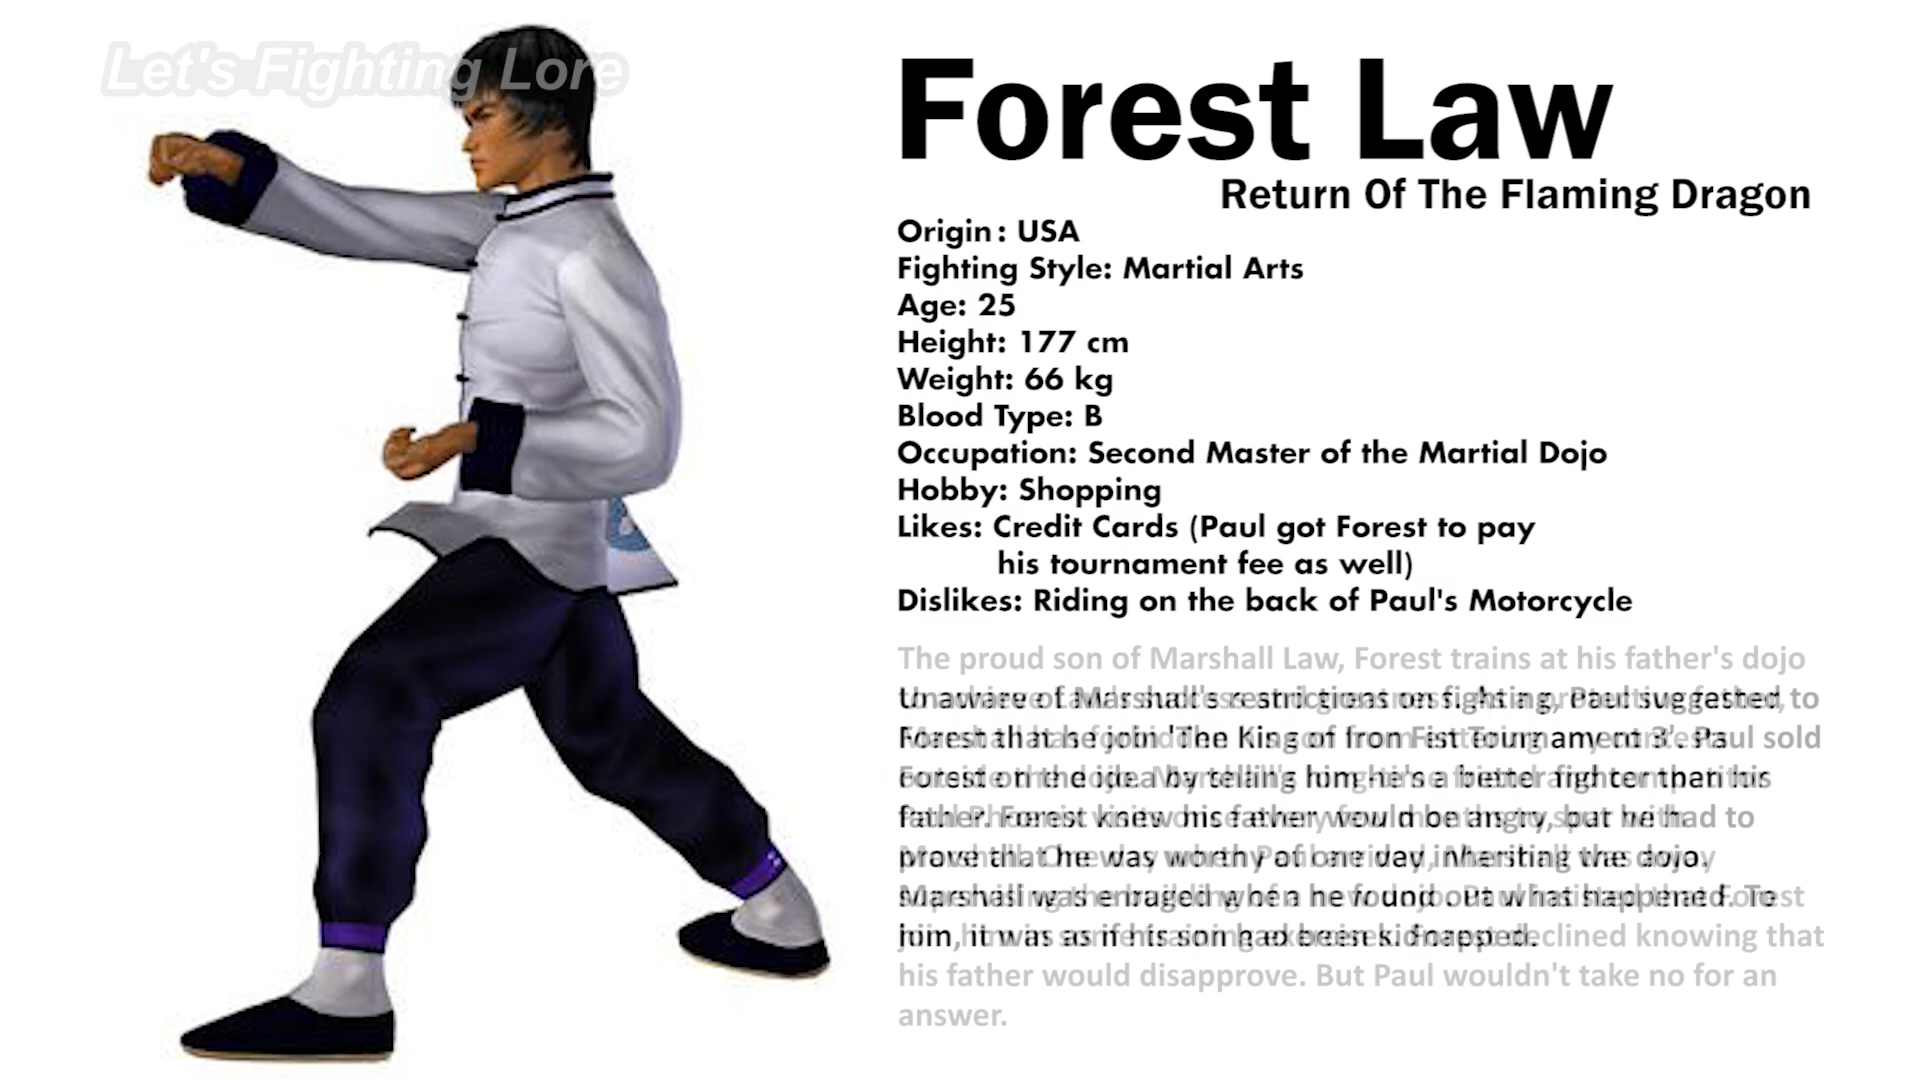 Let's Fighting Lore
Forest Law
Return Of The Flaming Dragon
Origin : USA
Fighting Style: Martial Arts
Age: 25
Height: 177 cm
Weight: 66 kg
Blood Type: B
Occupation: Second Master of the Martial Dojo
Hobby: Shopping
Likes: Credit Cards (Paul got Forest to pay
his tournament fee as well)
Dislikes: Riding on the back of Paul's Motorcycle
The proud son of Marshall Law, Forest trains at his father's dojo
Unaware of Marshall's restrictions on fighting, Paul suggested to
Forest that he join 'The King of Iron Fist Tournament 3'. Paul sold
Forest on the idea by telling him he's a better fighter than his
father. Forest knew his father would be angry, but he had to
prove that he was worthy of one day inheriting the dojo.
Marshall was enraged when he found out what happened. To
him, it was as if his son had been kidnapped.
declined knowing that
his father would disapprove. But Paul wouldn't take no for an
answer.